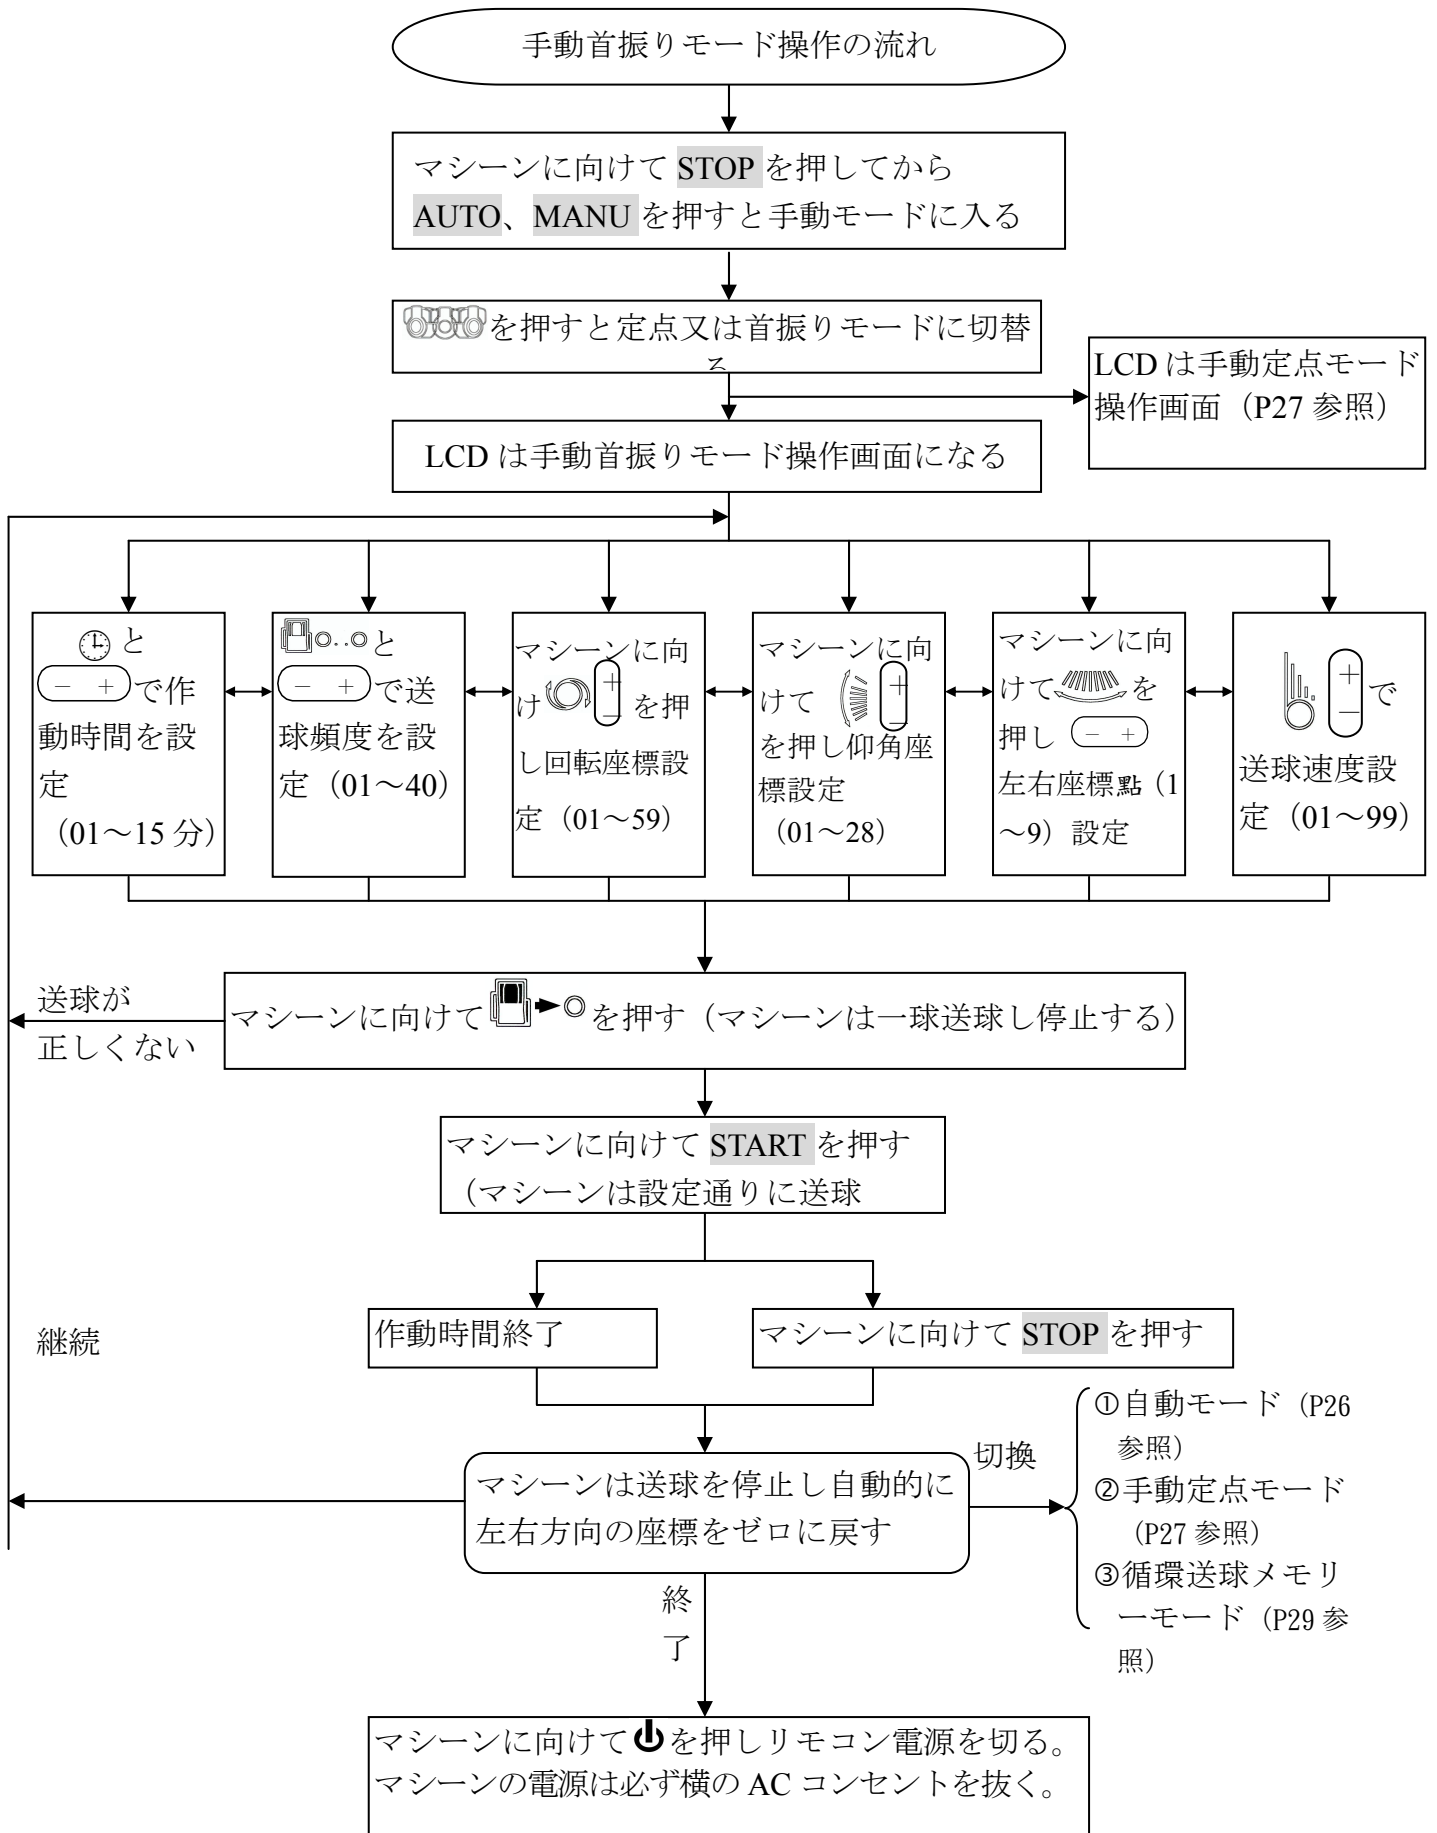 手動首振りモード操作の流れ
マシーンに向けて STOP を押してから
AUTO、MANU を押すと手動モードに入る
を押すと定点又は首振りモードに切替
る
LCD は手動定点モード
操作画面（P27 参照）
LCD は手動首振りモード操作画面になる
と
− +で作
動時間を設
定
（01～15 分）
と
− +で送
球頻度を設
定（01～40）
マシーンに向
け + − を押
し回転座標設
定（01～59）
マシーンに向
けて + −
を押し仰角座
標設定
（01～28）
マシーンに向
けて を
押し − +
左右座標點（1
～9）設定
+ − で
送球速度設
定（01～99）
送球が
正しくない
マシーンに向けて を押す（マシーンは一球送球し停止する）
マシーンに向けて START を押す
（マシーンは設定通りに送球
継続
作動時間終了
マシーンに向けて STOP を押す
マシーンは送球を停止し自動的に
左右方向の座標をゼロに戻す
切換
①自動モード（P26
参照）
②手動定点モード
（P27 参照）
③循環送球メモリ
ーモード（P29 参
照）
終
了
マシーンに向けて を押しリモコン電源を切る。
マシーンの電源は必ず横の AC コンセントを抜く。